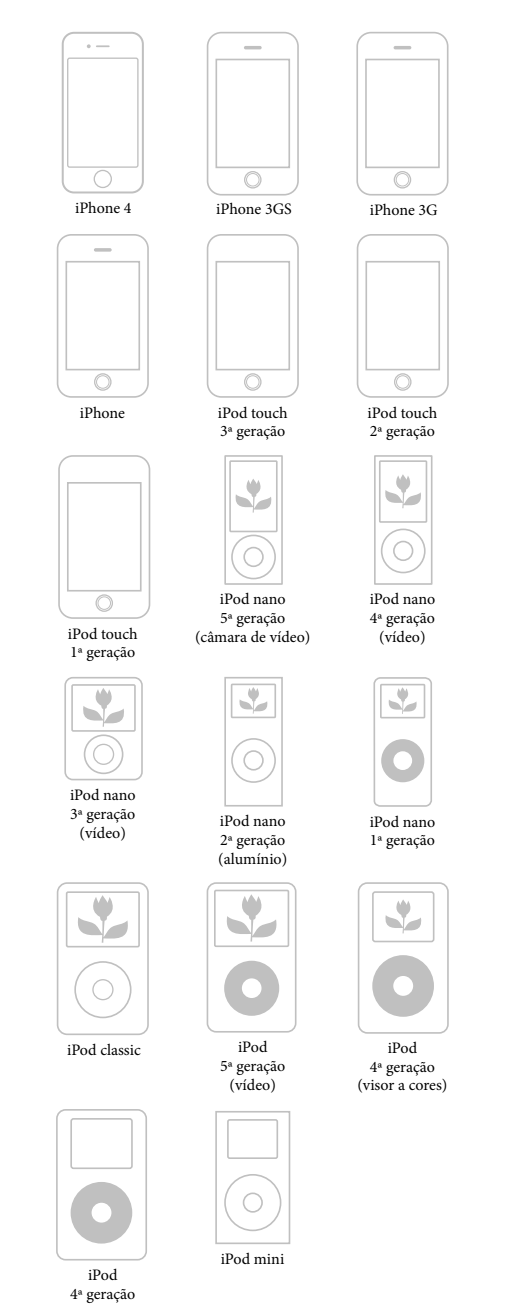 iPhone 4
iPhone 3GS
iPhone 3G
iPhone
iPod touch
3ª geração
iPod touch
2ª geração
iPod touch
1ª geração
iPod nano
5ª geração
(câmara de vídeo)
iPod nano
4ª geração
(vídeo)
iPod nano
3ª geração
(vídeo)
iPod nano
2ª geração
(alumínio)
iPod nano
1ª geração
iPod classic
iPod
5ª geração
(vídeo)
iPod
4ª geração
(visor a cores)
iPod
4ª geração
iPod mini